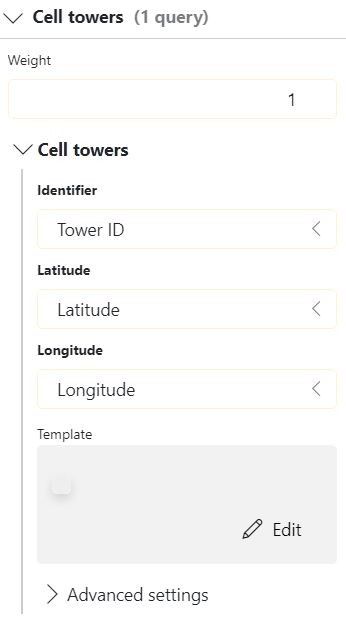 Cell towers (1 query)
Weight
1
Cell towers
Identifier
Tower ID
Latitude
Latitude
Longitude
Longitude
Template
Edit
Advanced settings